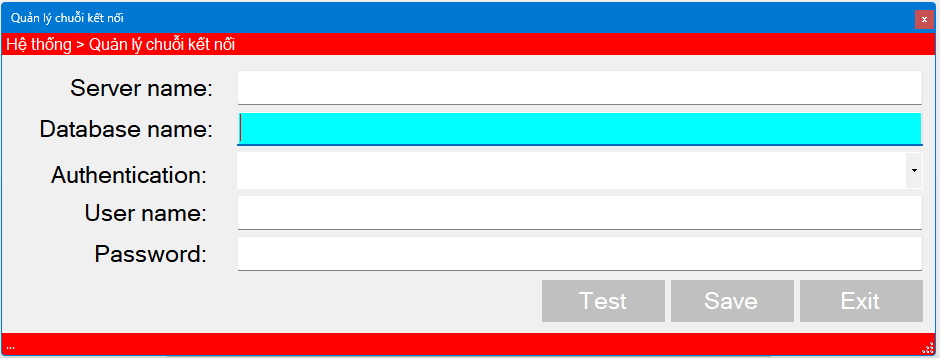 Quản lý chuỗi kết nối
x
Hệ thống > Quản lý chuỗi kết nối
Server name:
Database name:
Authentication:
User name:
Password:
Test Save Exit
...